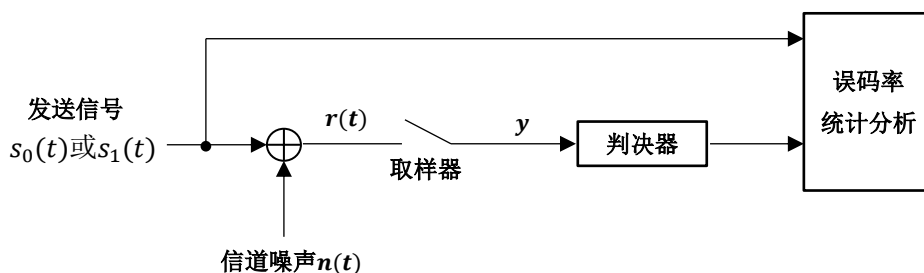 发送信号
s₀(t)或s₁(t)
r(t)
取样器
y
判决器
误码率
统计分析
信道噪声n(t)